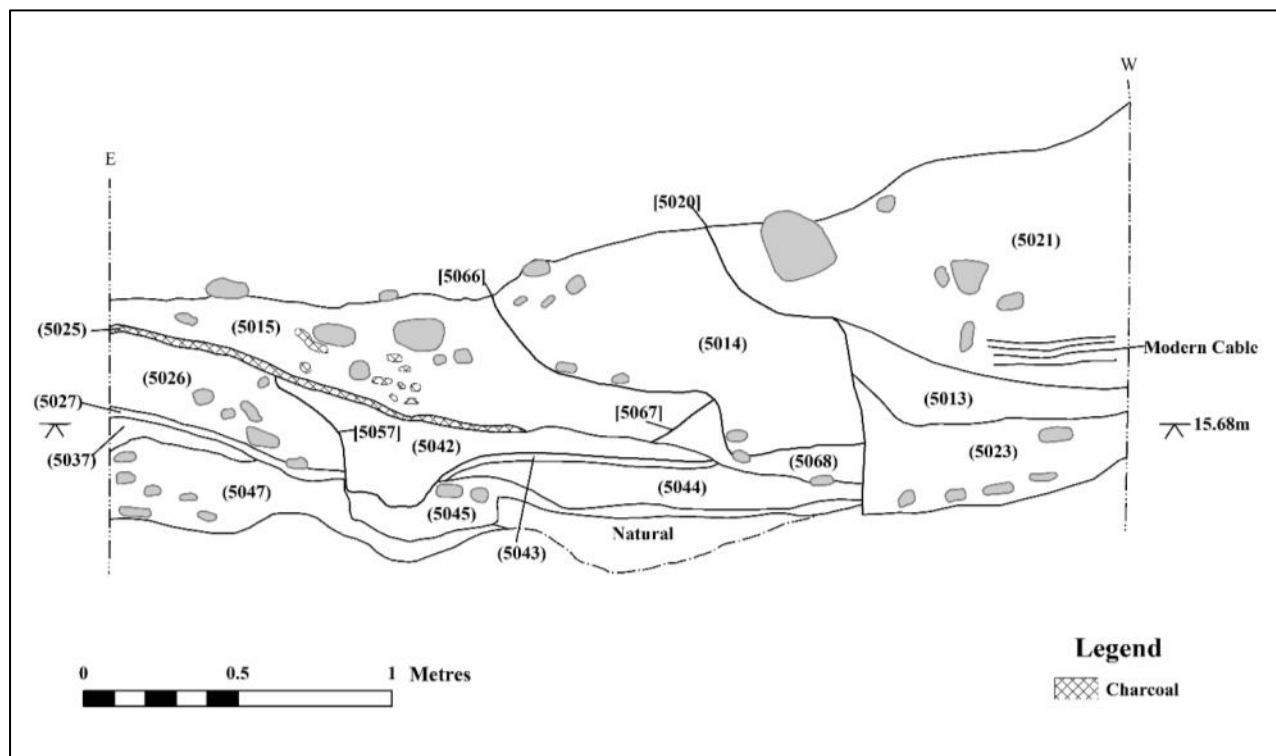 W
E
[5020]
(5021)
[5066]
(5015)
(5025)
(5014)
Modern Cable
(5026)
(5013)
(5027)
[5067]
15.68m
[5057]
(5042)
(5023)
(5037)
(5068)
(5047)
(5044)
(5045)
Natural
(5043)
Legend
0 0.5 1 Metres
Charcoal